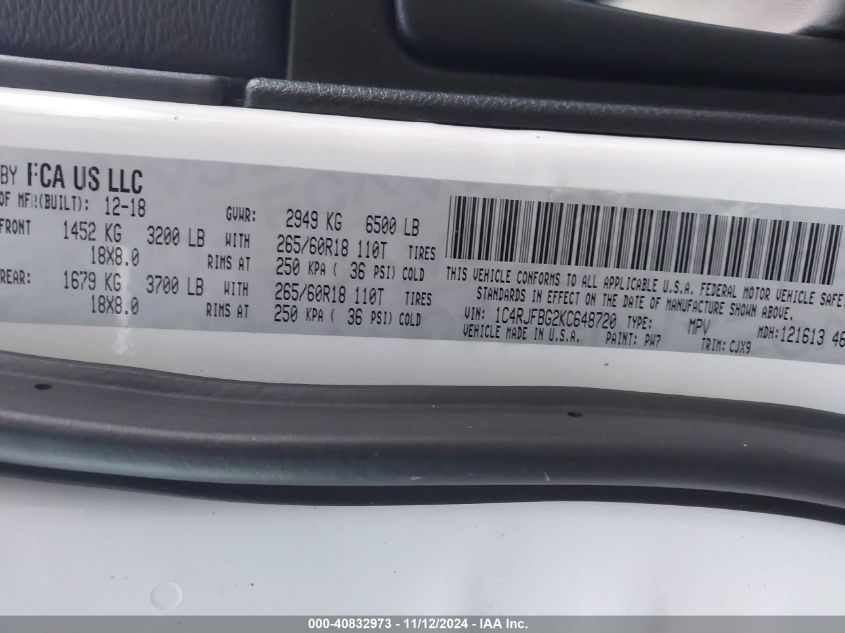 BY FCA US LLC
OF MFR(BUILT): 12-18 GVWR: 2949 KG 6500 LB
FRONT 1452 KG 3200 LB WITH 265/60R18 110T TIRES
18X8.0 RIMS AT 250 KPA ( 36 PSI) COLD
REAR: 1679 KG 3700 LB WITH 265/60R18 110T TIRES
18X8.0 RIMS AT 250 KPA ( 36 PSI) COLD
THIS VEHICLE CONFORMS TO ALL APPLICABLE U.S.A. FEDERAL MOTOR VEHICLE SAFE
STANDARDS IN EFFECT ON THE DATE OF MANUFACTURE SHOWN ABOVE.
VIN: 1C4RJFBG2KC648720 TYPE: MPV MDH:121613 46
VEHICLE MADE IN U.S.A. PAINT: PW7 TRIM: CJX9
000-40832973 - 11/12/2024 - IAA Inc.